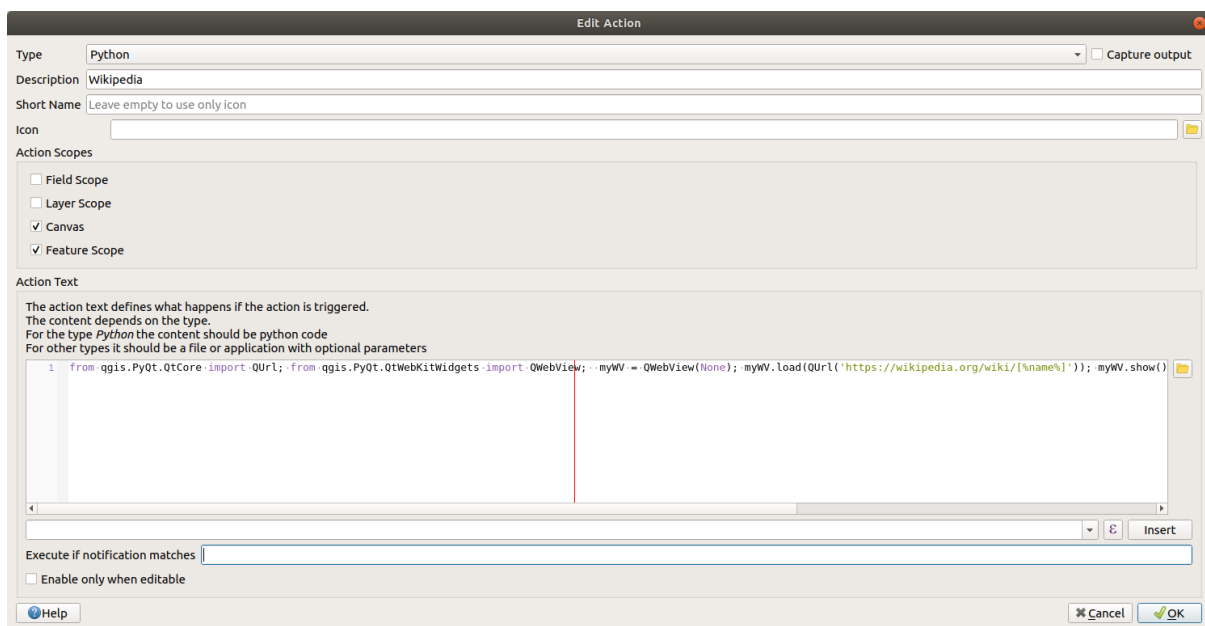 Edit Action
Type Python Capture output
Description Wikipedia
Short Name Leave empty to use only icon
Icon
Action Scopes
Field Scope
Layer Scope
Canvas
Feature Scope
Action Text
The action text defines what happens if the action is triggered.
The content depends on the type.
For the type Python the content should be python code
For other types it should be a file or application with optional parameters
1 from qgis.PyQt.QtCore import QUrl; from qgis.PyQt.QtWebKitWidgets import QWebView;  myWV = QWebView(None); myWV.load(QUrl('https://wikipedia.org/wiki/[%name%]')); myWV.show()
ε Insert
Execute if notification matches
Enable only when editable
Help Cancel OK